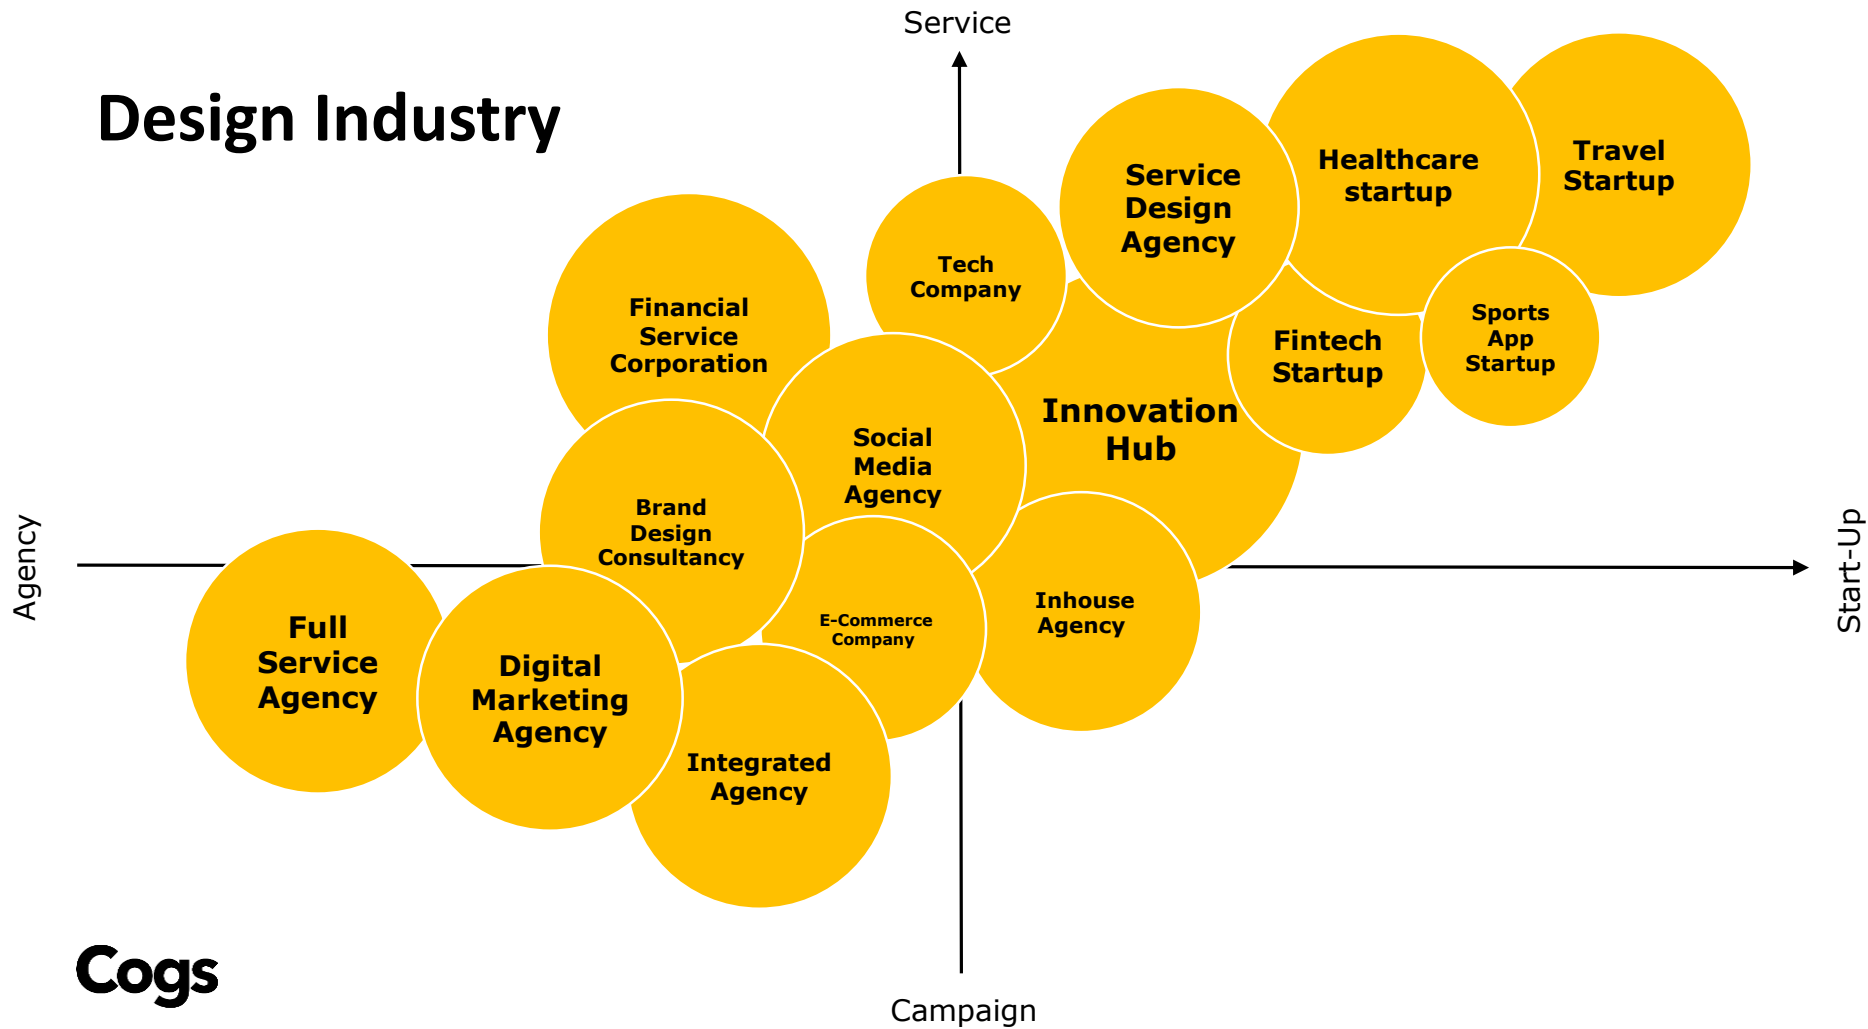 Service
Design Industry
Healthcare
startup
Travel
Startup
Service
Design
Agency
Tech
Company
Financial
Service
Corporation
Sports
App
Startup
Fintech
Startup
Innovation
Hub
Social
Media
Agency
Brand
Design
Consultancy
Agency
Start-Up
Full
Service
Agency
E-Commerce
Company
Inhouse
Agency
Digital
Marketing
Agency
Integrated
Agency
Cogs
Campaign